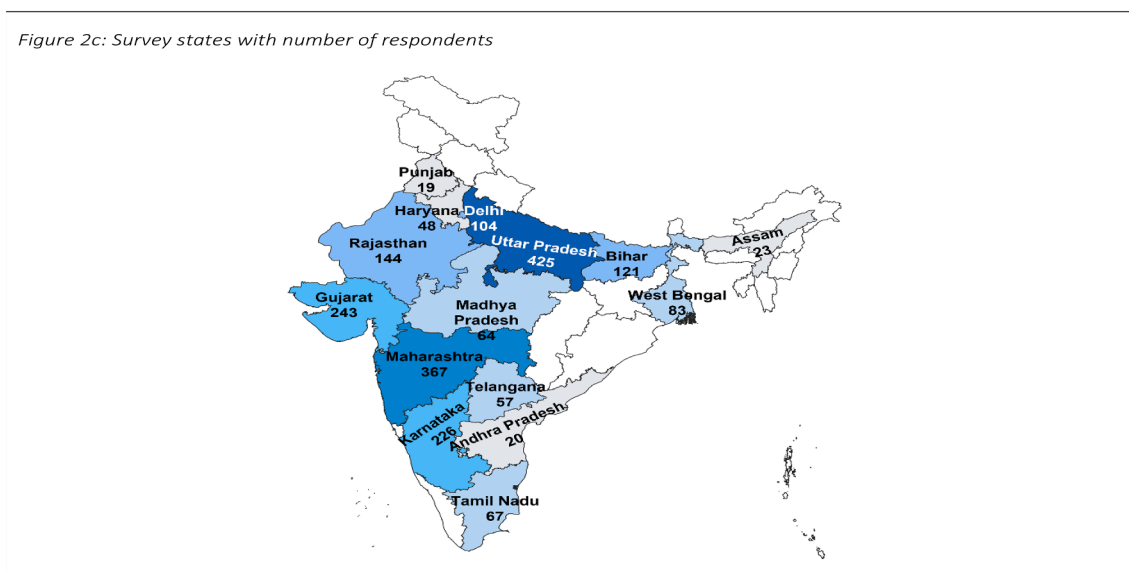 Figure 2c: Survey states with number of respondents
Punjab
19
Haryana
48
Delhi
104
Uttar Pradesh
425
Rajasthan
144
Bihar
121
Assam
23
Gujarat
243
Madhya
Pradesh
64
West Bengal
83
Maharashtra
367
Telangana
57
Karnataka
226
Andhra Pradesh
20
Tamil Nadu
67